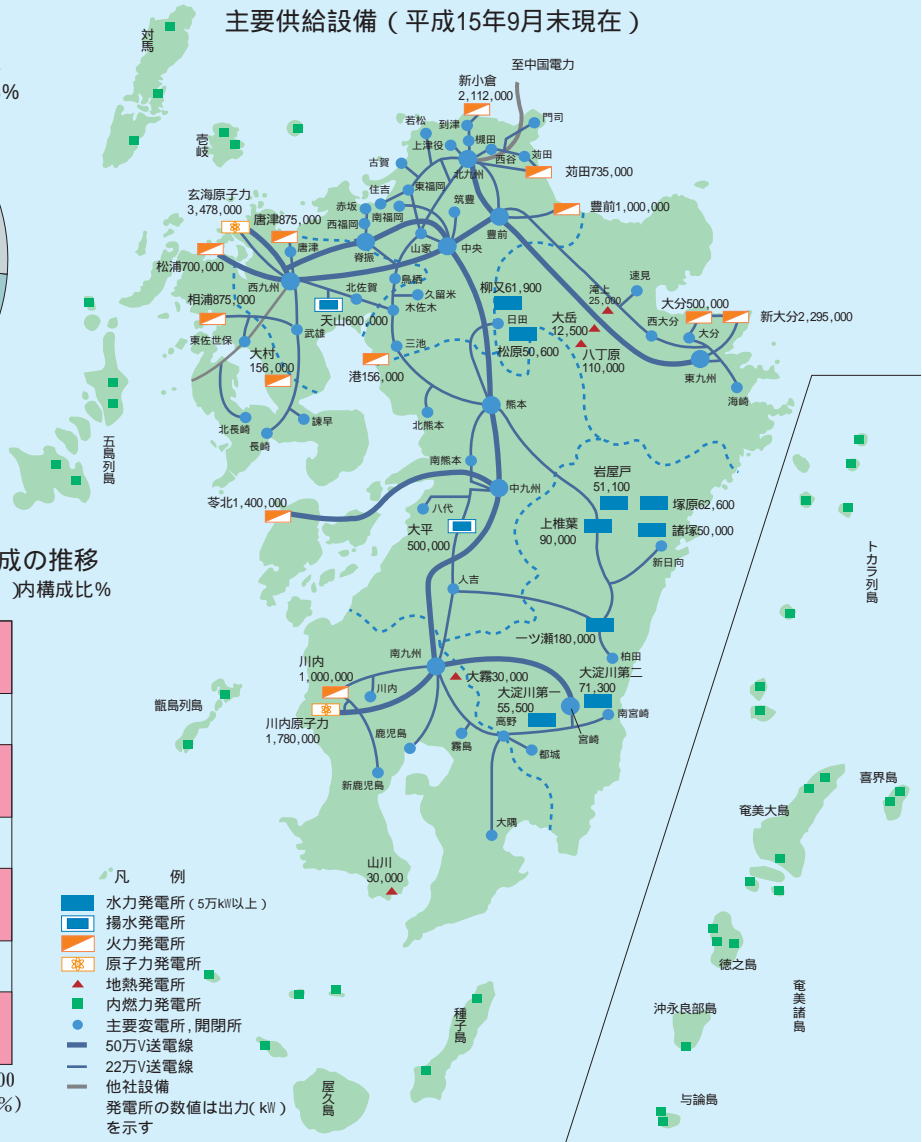 主要供給設備（平成15年9月末現在）
%
対馬
壱岐
至中国電力
新小倉
2,112,000
若松
到津
門司
上津役
槻田
西谷
苅田
北九州
古賀
苅田735,000
住吉
東福岡
筑豊
玄海原子力
3,478,000
唐津875,000
赤坂
南福岡
西福岡
豊前1,000,000
豊前
唐津
脊振
山家
中央
松浦700,000
西九州
鳥栖
速見
相浦875,000
北佐賀
久留米
木佐木
柳又61,900
滝上
25,000
大分500,000
天山600,000
日田
大岳
12,500
西大分
大分
新大分2,295,000
東佐世保
武雄
三池
松原50,600
八丁原
110,000
大村
156,000
港156,000
東九州
海崎
北長崎
諫早
長崎
北熊本
熊本
五島列島
南熊本
岩屋戸
51,100
中九州
苓北1,400,000
塚原62,600
八代
上椎葉
90,000
諸塚50,000
大平
500,000
新日向
成の推移
)内構成比%
トカラ列島
人吉
一ツ瀬180,000
南九州
柏田
川内
1,000,000
大霧30,000
大淀川第二
71,300
大淀川第一
55,500
川内
甑島列島
高野
南宮崎
川内原子力
1,780,000
鹿児島
霧島
宮崎
都城
新鹿児島
喜界島
奄美大島
大隅
山川
30,000
凡　例
水力発電所（5万kW以上）
揚水発電所
火力発電所
原子力発電所
地熱発電所
内燃力発電所
主要変電所,開閉所
50万V送電線
22万V送電線
他社設備
発電所の数値は出力(kW)
を示す
徳之島
沖永良部島
奄美諸島
種子島
屋久島
与論島
00
%)